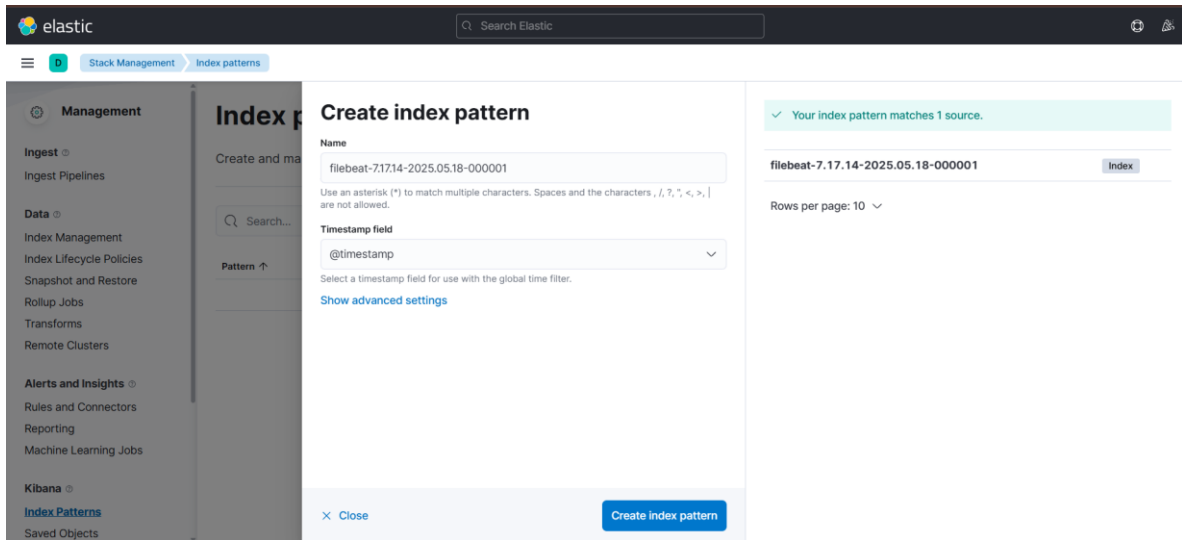 elastic
Search Elastic
D
Stack Management
Index patterns
Management
Ingest
Ingest Pipelines
Data
Index Management
Index Lifecycle Policies
Snapshot and Restore
Rollup Jobs
Transforms
Remote Clusters
Alerts and Insights
Rules and Connectors
Reporting
Machine Learning Jobs
Kibana
Index Patterns
Saved Objects
Index p
Create and ma
Search...
Pattern
Create index pattern
Name
filebeat-7.17.14-2025.05.18-000001
Use an asterisk (*) to match multiple characters. Spaces and the characters , /, ?, ", <, >, |
are not allowed.
Timestamp field
@timestamp
Select a timestamp field for use with the global time filter.
Show advanced settings
Close
Create index pattern
Your index pattern matches 1 source.
filebeat-7.17.14-2025.05.18-000001
Index
Rows per page: 10